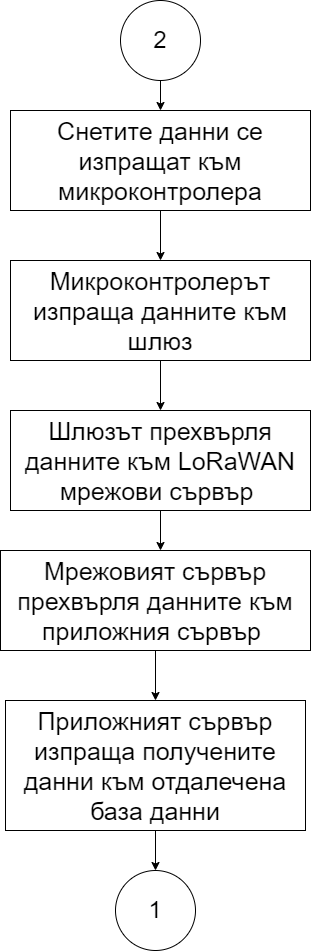 2
Снетите данни се
изпращат към
микроконтролера
Микроконтролерът
изпраща данните към
шлюз
Шлюзът прехвърля
данните към LoRaWAN
мрежови сървър
Мрежовият сървър
прехвърля данните към
приложния сървър
Приложният сървър
изпраща получените
данни към отдалечена
база данни
1